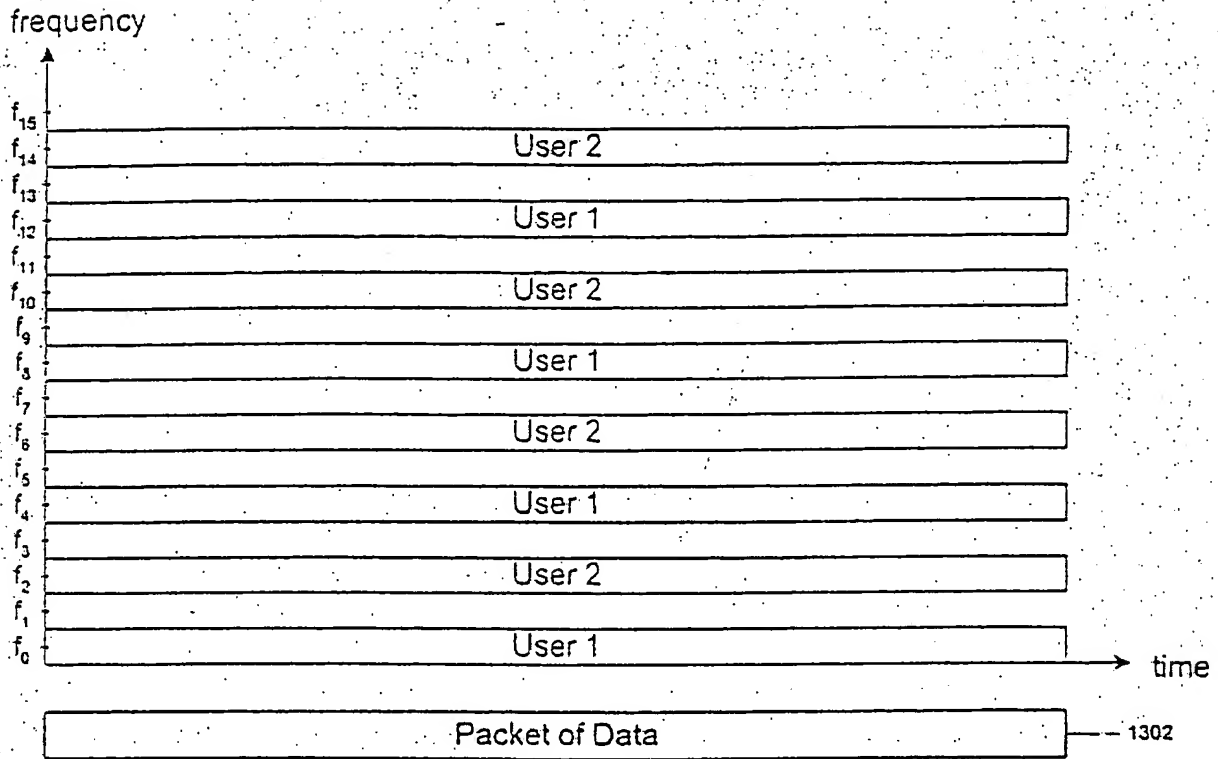 frequency
f15
User 2
f14
f13
User 1
f12
f11
User 2
f10
f9
User 1
f8
f7
User 2
f6
f5
User 1
f4
f3
User 2
f2
f1
User 1
f0
time
Packet of Data
1302